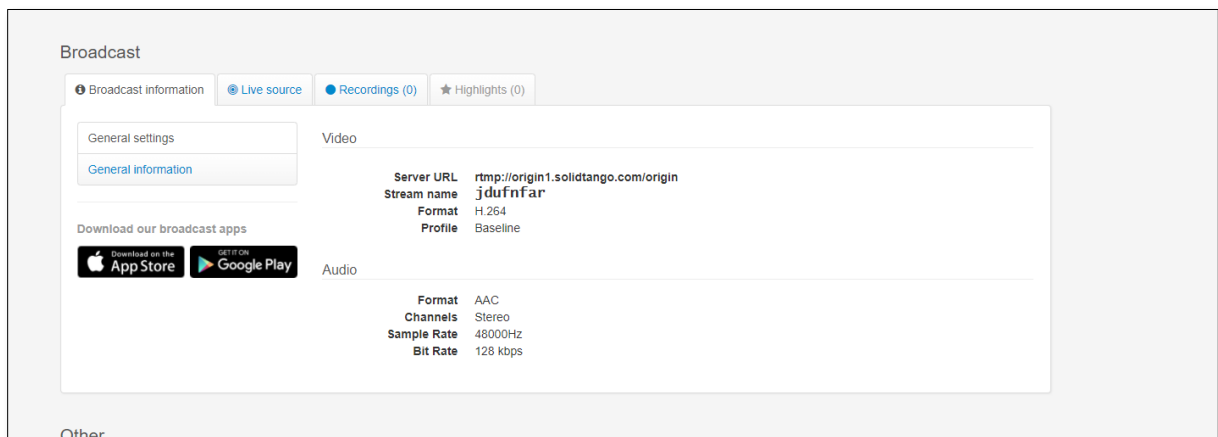 Broadcast
Broadcast information
Live source
Recordings (0)
Highlights (0)
General settings
General information
Download our broadcast apps
Download on the
App Store
GET IT ON
Google Play
Video
Server URL rtmp://origin1.solidtango.com/origin
Stream name jdufnfar
Format H.264
Profile Baseline
Audio
Format AAC
Channels Stereo
Sample Rate 48000Hz
Bit Rate 128 kbps
Other